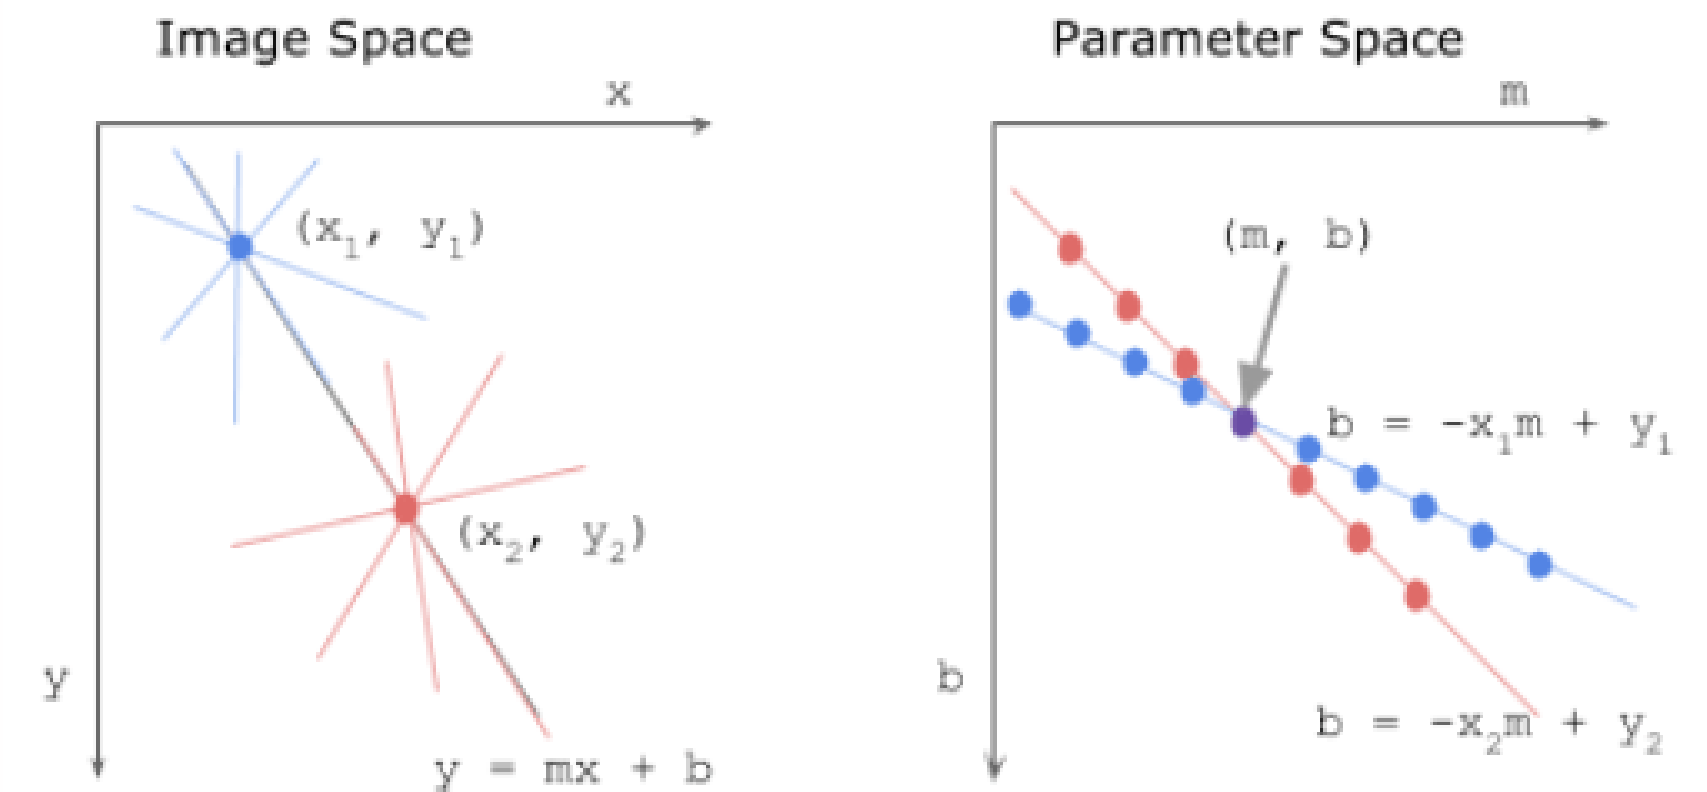 Image Space
x
(x₁, y₁)
(x₂, y₂)
y
y = mx + b
Parameter Space
m
(m, b)
b = -x₁m + y₁
b
b = -x₂m + y₂